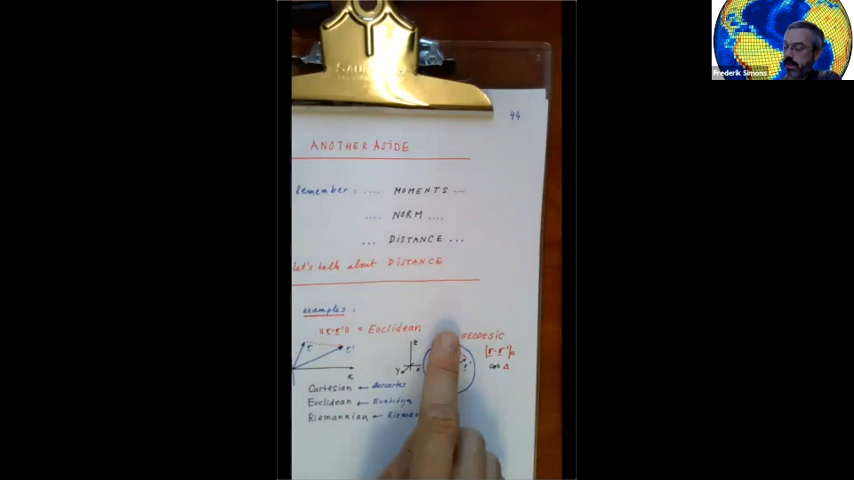 SAUNDERS
Frederik Simons
44
ANOTHER ASIDE
Remember: .... MOMENTS ...
.... NORM ....
... DISTANCE ...
Let's talk about DISTANCE
examples:
||r-r'|| = Euclidean
GEODESIC
r r' x
z y x r'
|r-r'|=
cos Δ
Cartesian ← Descartes
Euclidean ←
Riemannian ←